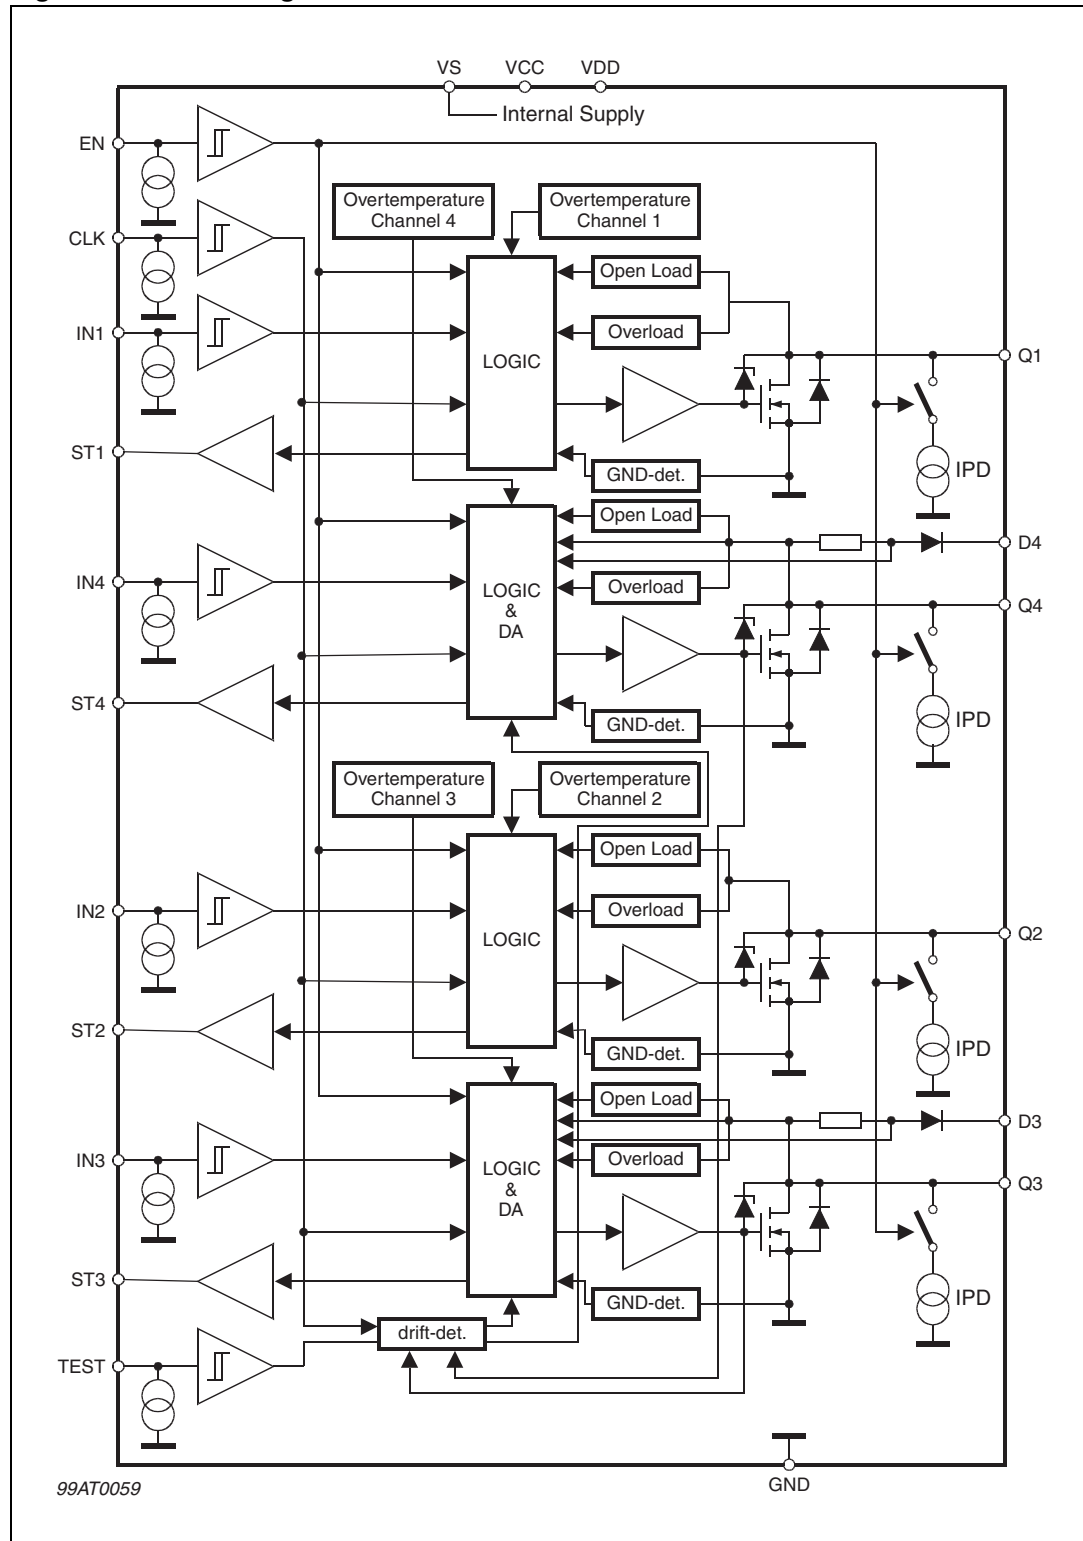 VS VCC VDD
Internal Supply
EN
Overtemperature
Channel 4
Overtemperature
Channel 1
CLK
Open Load
IN1
Overload
LOGIC
Q1
ST1
GND-det.
IPD
Open Load
D4
IN4
LOGIC
&
DA
Overload
Q4
ST4
GND-det.
IPD
Overtemperature
Channel 3
Overtemperature
Channel 2
Open Load
IN2
Overload
LOGIC
Q2
ST2
GND-det.
IPD
Open Load
D3
IN3
LOGIC
&
DA
Overload
Q3
ST3
GND-det.
IPD
drift-det.
TEST
GND
99AT0059